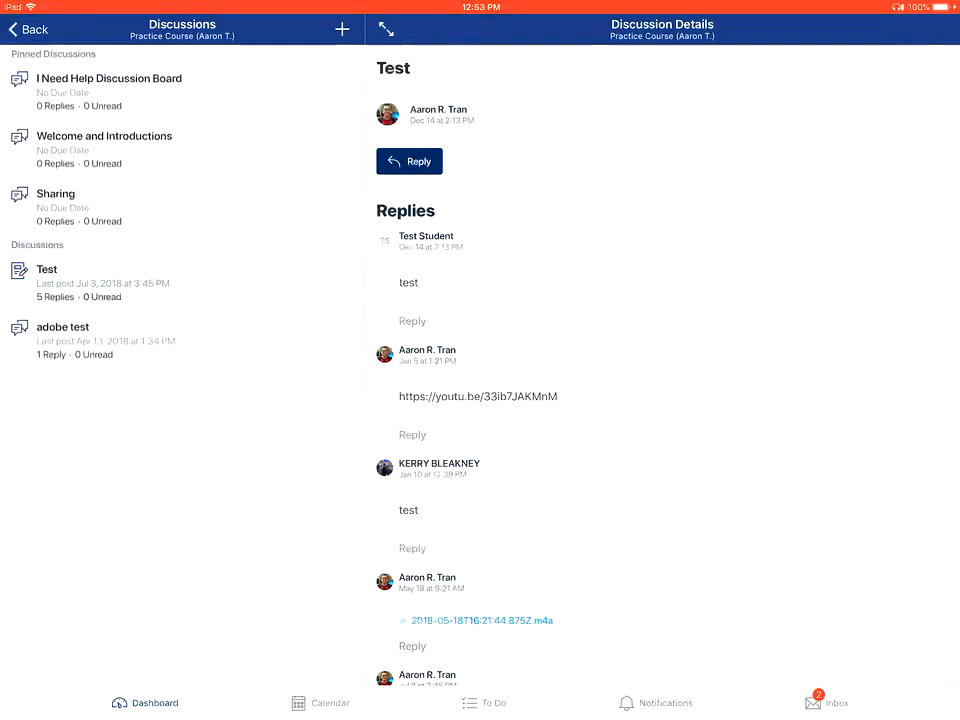 iPad
12:53 PM
100%
Back
Discussions
Practice Course (Aaron T.)
Discussion Details
Practice Course (Aaron T.)
Pinned Discussions
I Need Help Discussion Board
No Due Date
0 Replies · 0 Unread
Welcome and Introductions
No Due Date
0 Replies · 0 Unread
Sharing
No Due Date
0 Replies · 0 Unread
Discussions
Test
Last post Jul 3, 2018 at 3:45 PM
5 Replies · 0 Unread
adobe test
Last post Apr 13, 2018 at 1:34 PM
1 Reply · 0 Unread
Test
Aaron R. Tran
Dec 14 at 2:13 PM
Reply
Replies
TS
Test Student
Dec 14 at 2:13 PM
test
Reply
Aaron R. Tran
Jan 5 at 1:21 PM
https://youtu.be/33ib7JAKMnM
Reply
KERRY BLEAKNEY
Jan 10 at 12:39 PM
test
Reply
Aaron R. Tran
May 18 at 9:21 AM
2018-05-18T16:21:44.875Z.m4a
Reply
Aaron R. Tran
Dashboard
Calendar
To Do
Notifications
2
Inbox